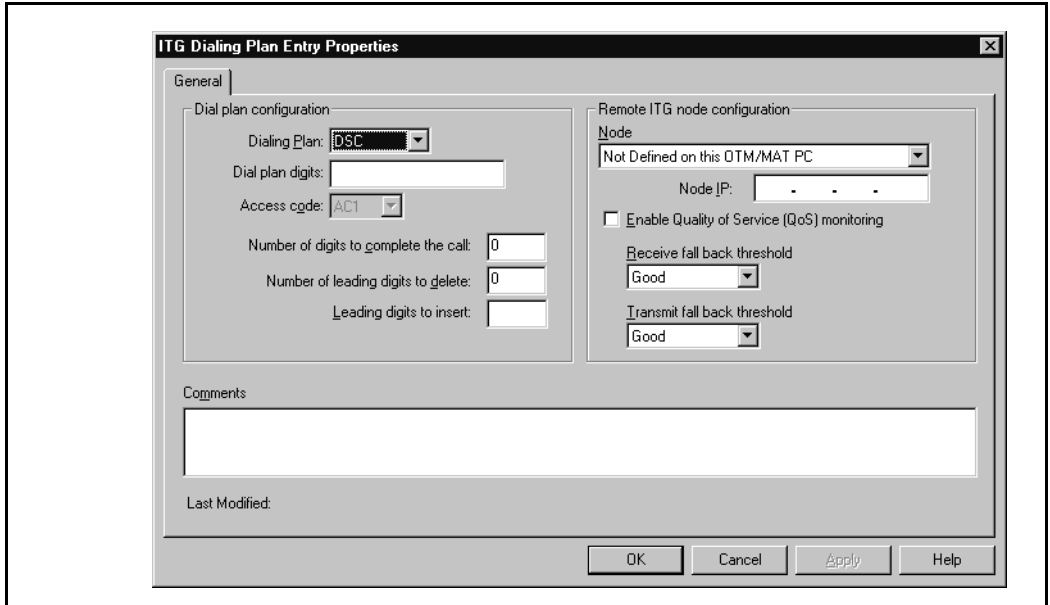 ITG Dialing Plan Entry Properties
General
Dial plan configuration
Dialing Plan: DSC
Dial plan digits:
Access code: AC1
Number of digits to complete the call: 0
Number of leading digits to delete: 0
Leading digits to insert:
Remote ITG node configuration
Node
Not Defined on this OTM/MAT PC
Node IP: . . .
Enable Quality of Service (QoS) monitoring
Receive fall back threshold
Good
Transmit fall back threshold
Good
Comments
Last Modified:
OK Cancel Apply Help